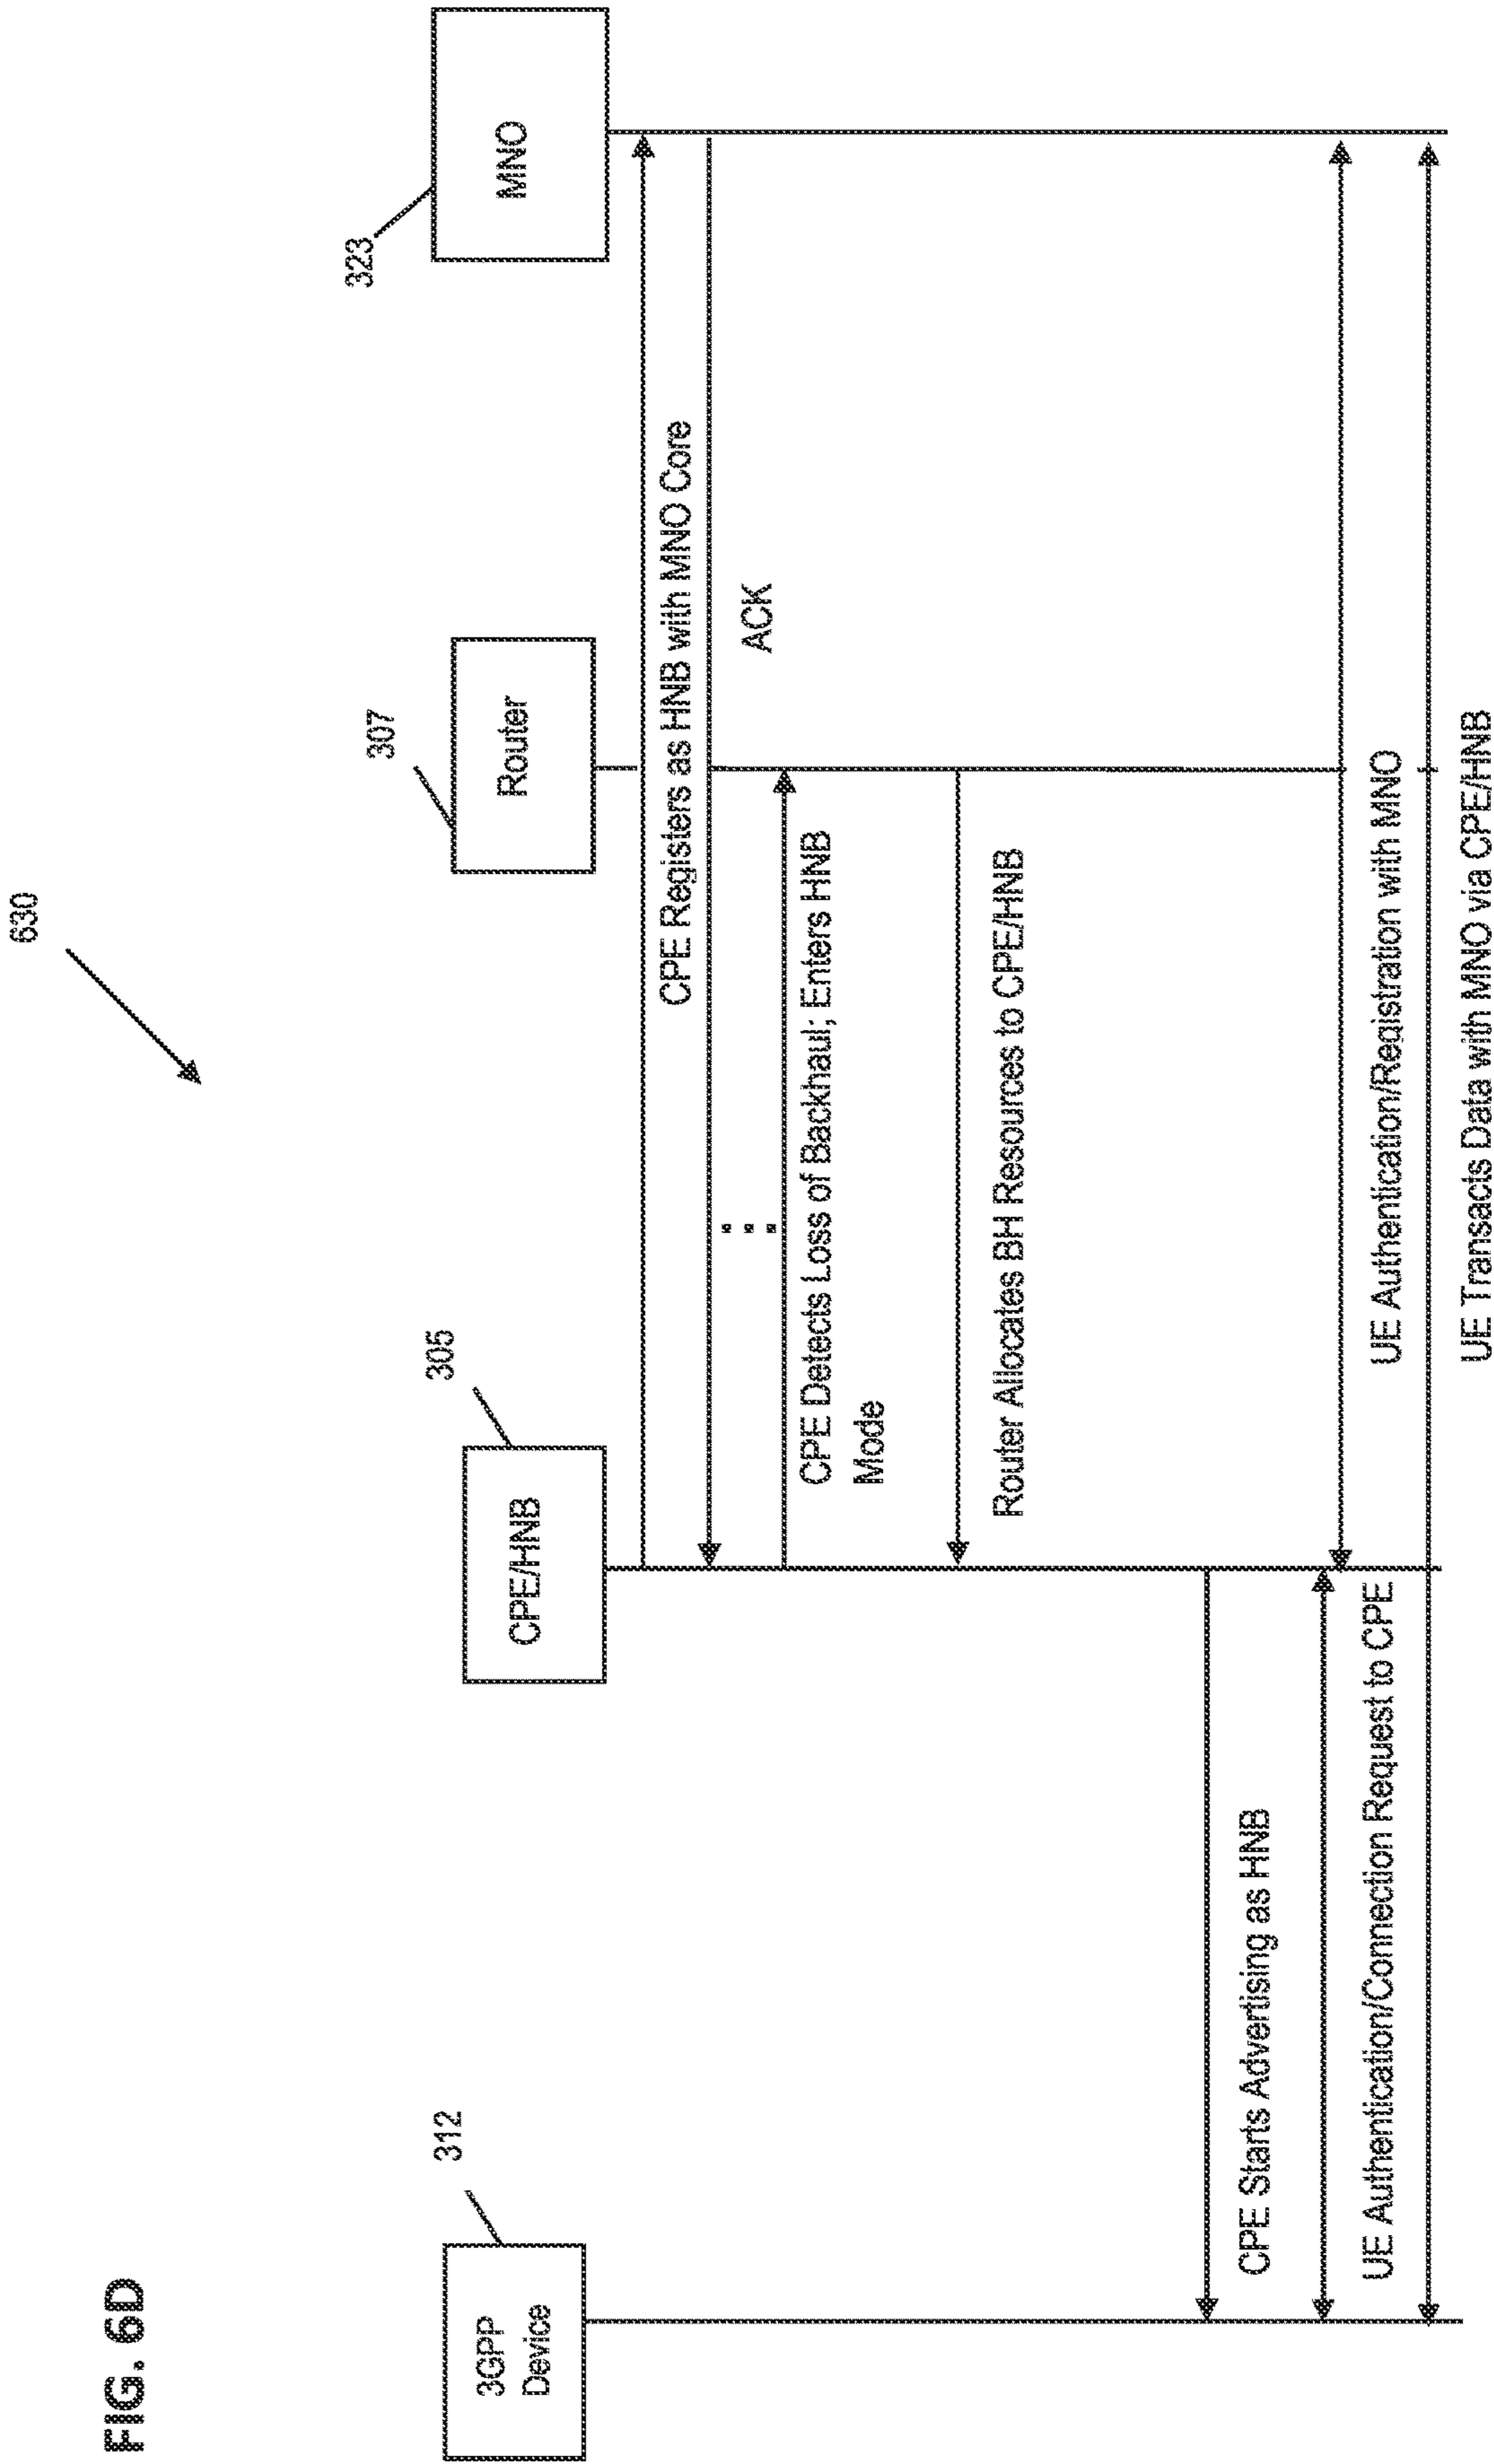 FIG. 6D
630
312
3GPP
Device
305
CPE/HNB
307
Router
323
MNO
CPE Registers as HNB with MNO Core
ACK
...
CPE Detects Loss of Backhaul; Enters HNB
Mode
Router Allocates BH Resources to CPE/HNB
CPE Starts Advertising as HNB
UE Authentication/Connection Request to CPE
UE Authentication/Registration with MNO
UE Transacts Data with MNO via CPE/HNB